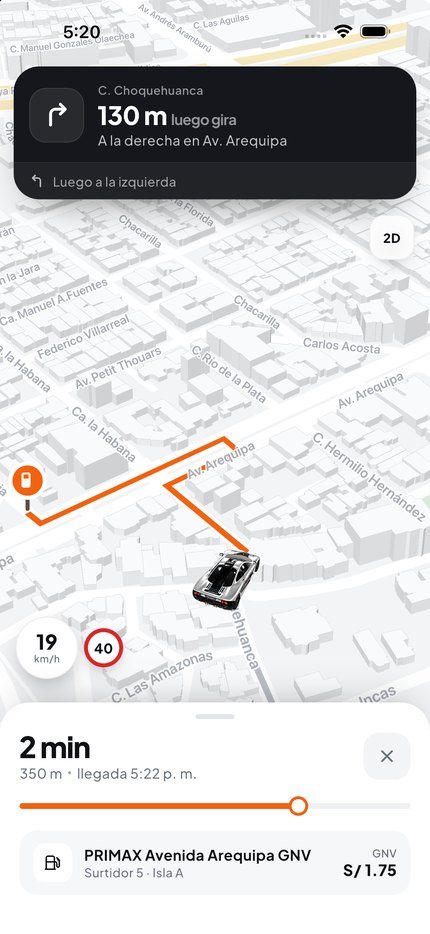 Av. Andrés Aramburú
C. Las Aguilas
C. Manuel Gonzales Olaechea
5:20
C. Choquehuanca
130 m luego gira
A la derecha en Av. Arequipa
Luego a la izquierda
la Florida
Chacarilla
2D
n la Jara
Ca. Manuel A.Fuentes
Chacarilla
Federico Villarreal
Carlos Acosta
C. Rio de la Plata
Av. Petit Thouars
la Habana
Av. Arequipa
Ca. la Habana
Av. Arequipa
C. Hermilio Hernández
19
km/h
40
ehuanca
C. Las Amazonas
Incas
2 min
350 m • llegada 5:22 p. m.
PRIMAX Avenida Arequipa GNV
GNV
Surtidor 5 · Isla A
S/ 1.75